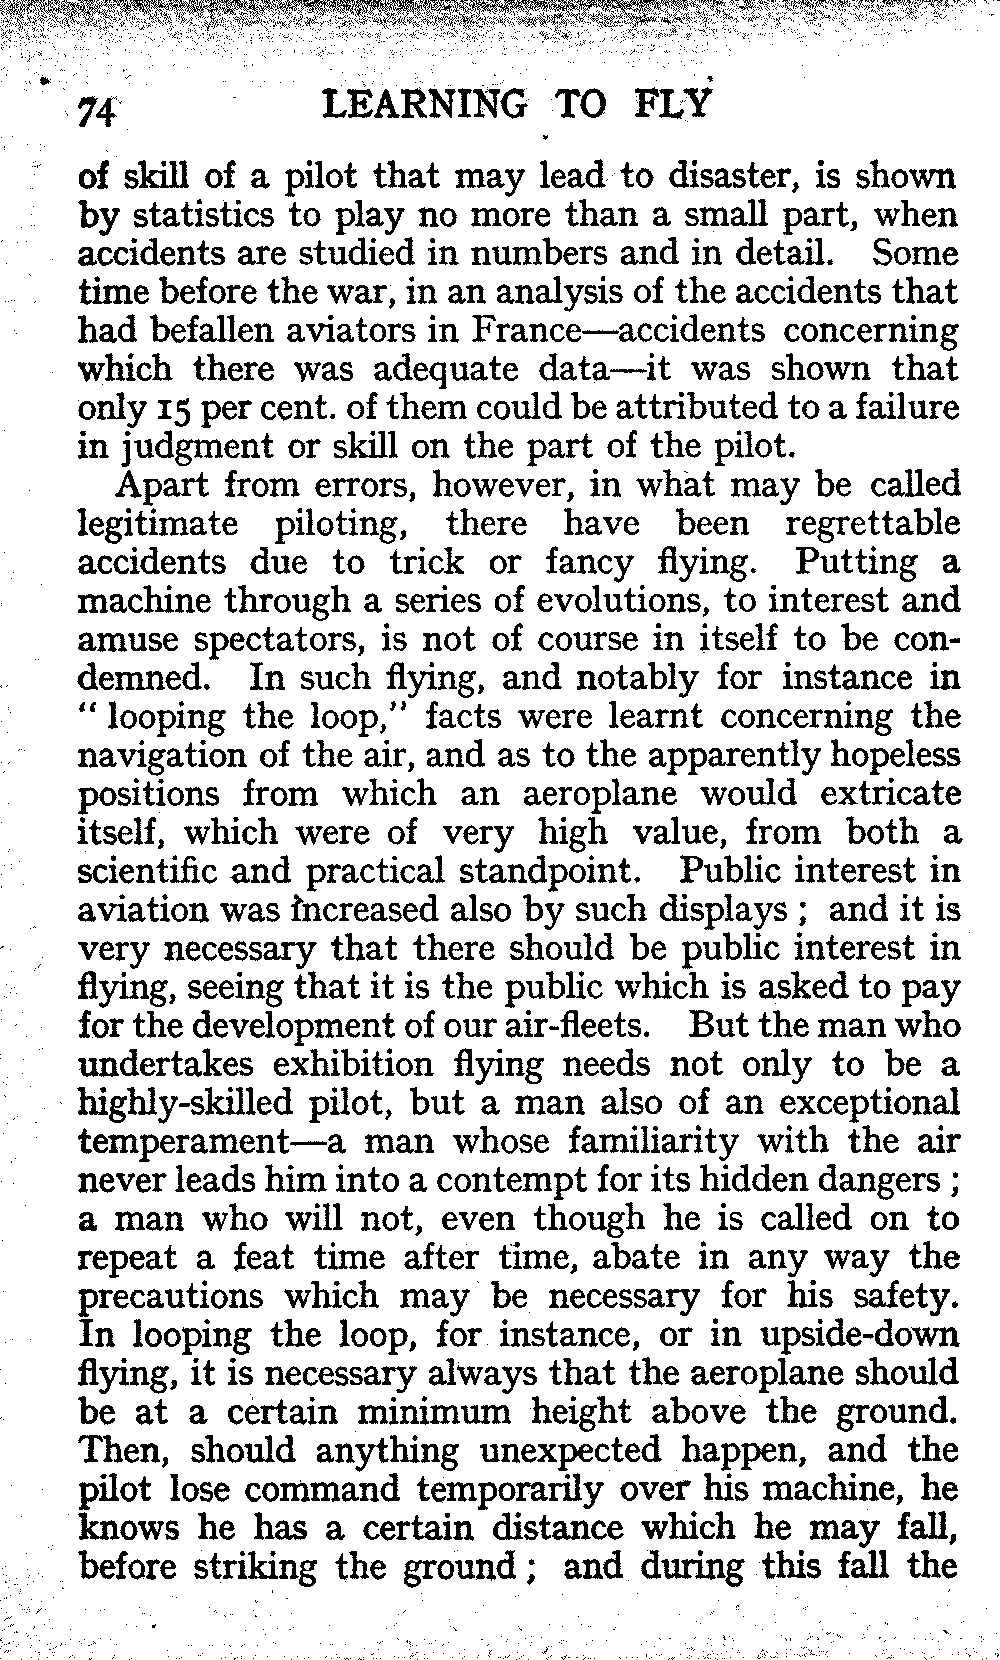 74 LEARNING TO FLY
of skill of a pilot that may lead to disaster, is shown
by statistics to play no more than a small part, when
accidents are studied in numbers and in detail. Some
time before the war, in an analysis of the accidents that
had befallen aviators in France—accidents concerning
which there was adequate data—it was shown that
only 15 per cent. of them could be attributed to a failure
in judgment or skill on the part of the pilot.
Apart from errors, however, in what may be called
legitimate piloting, there have been regrettable
accidents due to trick or fancy flying. Putting a
machine through a series of evolutions, to interest and
amuse spectators, is not of course in itself to be con-
demned. In such flying, and notably for instance in
" looping the loop," facts were learnt concerning the
navigation of the air, and as to the apparently hopeless
positions from which an aeroplane would extricate
itself, which were of very high value, from both a
scientific and practical standpoint. Public interest in
aviation was increased also by such displays ; and it is
very necessary that there should be public interest in
flying, seeing that it is the public which is asked to pay
for the development of our air-fleets. But the man who
undertakes exhibition flying needs not only to be a
highly-skilled pilot, but a man also of an exceptional
temperament—a man whose familiarity with the air
never leads him into a contempt for its hidden dangers ;
a man who will not, even though he is called on to
repeat a feat time after time, abate in any way the
precautions which may be necessary for his safety.
In looping the loop, for instance, or in upside-down
flying, it is necessary always that the aeroplane should
be at a certain minimum height above the ground.
Then, should anything unexpected happen, and the
pilot lose command temporarily over his machine, he
knows he has a certain distance which he may fall,
before striking the ground ; and during this fall the